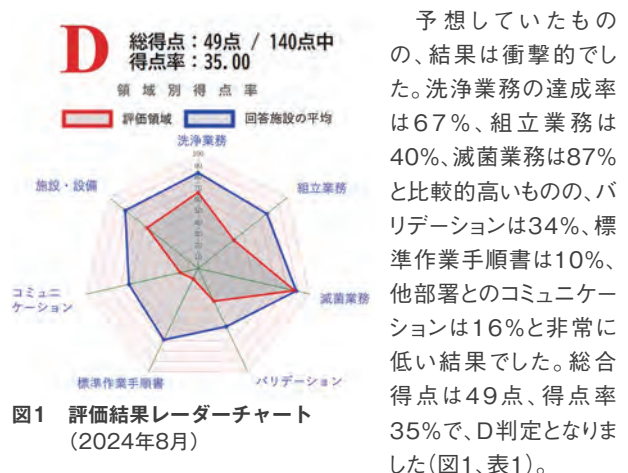 D
総得点：49点 / 140点中
得点率：35.00
領域別得点率
評価領域
回答施設の平均
洗浄業務
100
組立業務
滅菌業務
バリデーション
標準作業手順書
コミュニ
ケーション
施設・設備
図1 評価結果レーダーチャート
（2024年8月）
予想していたもの
の、結果は衝撃的でし
た。洗浄業務の達成率
は67％、組立業務は
40％、滅菌業務は87％
と比較的高いものの、バ
リデーションは34％、標
準作業手順書は10％、
他部署とのコミュニケー
ションは16％と非常に
低い結果でした。総合
得点は49点、得点率
35％で、D判定となりま
した（図1、表1）。